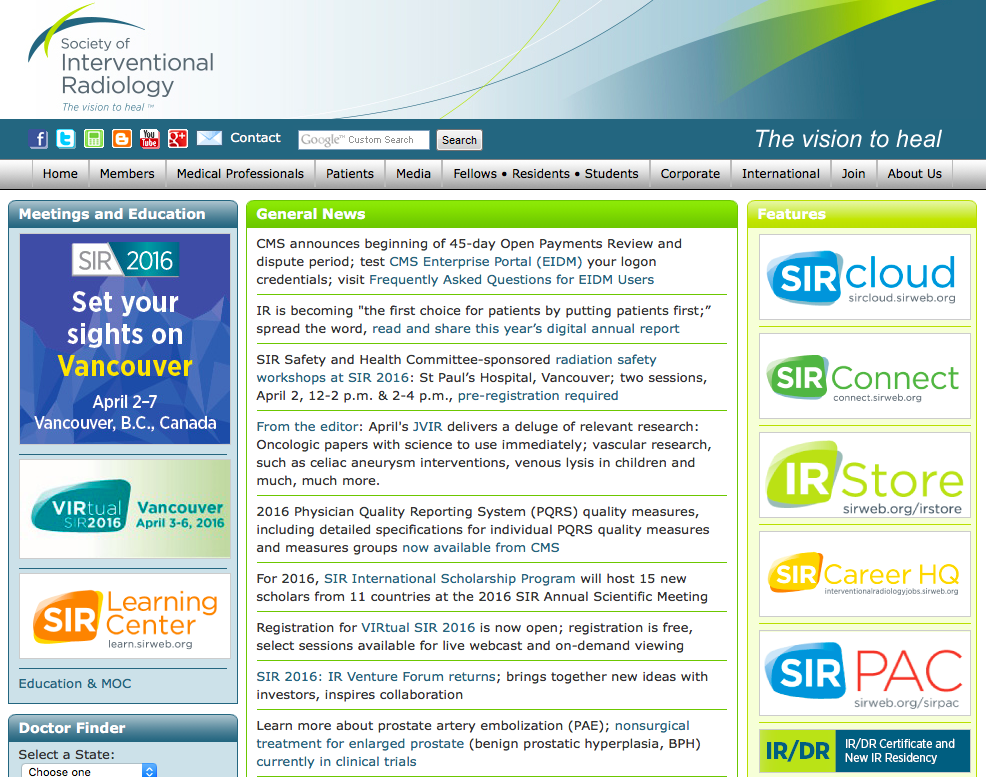 Society of
Interventional
Radiology
The vision to heal ™
f
You
Tube
g+
Contact
Google™ Custom Search
Search
The vision to heal
Home
Members
Medical Professionals
Patients
Media
Fellows • Residents • Students
Corporate
International
Join
About Us
Meetings and Education
SIR 2016
Set your
sights on
Vancouver
April 2–7
Vancouver, B.C., Canada
VIRtual
SIR2016
Vancouver
April 3-6, 2016
SIR Learning
Center
learn.sirweb.org
Education & MOC
Doctor Finder
Select a State:
Choose one
General News
CMS announces beginning of 45-day Open Payments Review and
dispute period; test CMS Enterprise Portal (EIDM) your logon
credentials; visit Frequently Asked Questions for EIDM Users
IR is becoming "the first choice for patients by putting patients first;”
spread the word, read and share this year’s digital annual report
SIR Safety and Health Committee-sponsored radiation safety
workshops at SIR 2016: St Paul’s Hospital, Vancouver; two sessions,
April 2, 12-2 p.m. & 2-4 p.m., pre-registration required
From the editor: April's JVIR delivers a deluge of relevant research:
Oncologic papers with science to use immediately; vascular research,
such as celiac aneurysm interventions, venous lysis in children and
much, much more.
2016 Physician Quality Reporting System (PQRS) quality measures,
including detailed specifications for individual PQRS quality measures
and measures groups now available from CMS
For 2016, SIR International Scholarship Program will host 15 new
scholars from 11 countries at the 2016 SIR Annual Scientific Meeting
Registration for VIRtual SIR 2016 is now open; registration is free,
select sessions available for live webcast and on-demand viewing
SIR 2016: IR Venture Forum returns; brings together new ideas with
investors, inspires collaboration
Learn more about prostate artery embolization (PAE); nonsurgical
treatment for enlarged prostate (benign prostatic hyperplasia, BPH)
currently in clinical trials
Features
SIR cloud
sircloud.sirweb.org
SIR Connect
connect.sirweb.org
IR Store
sirweb.org/irstore
SIR Career HQ
interventionalradiologyjobs.sirweb.org
SIR PAC
sirweb.org/sirpac
IR/DR
IR/DR Certificate and
New IR Residency